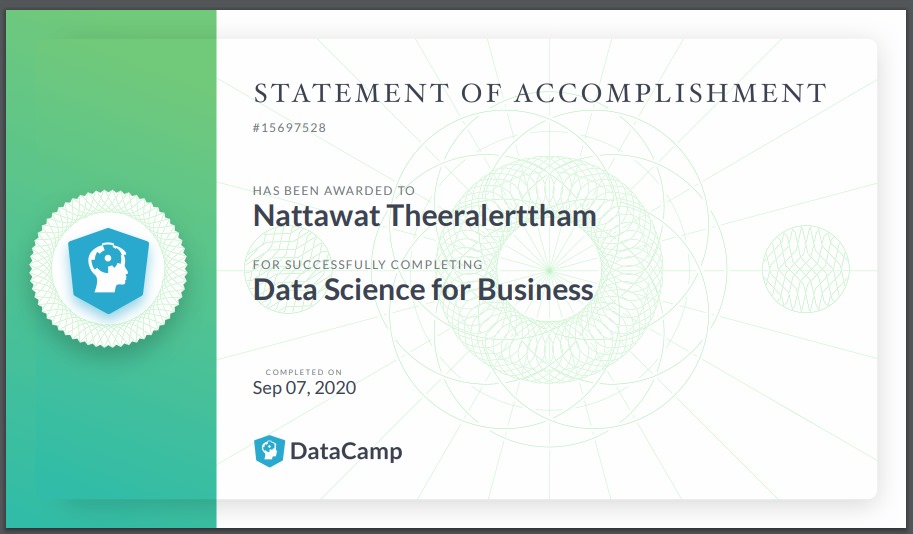 STATEMENT OF ACCOMPLISHMENT
#15697528
HAS BEEN AWARDED TO
Nattawat Theeralerttham
FOR SUCCESSFULLY COMPLETING
Data Science for Business
COMPLETED ON
Sep 07, 2020
DataCamp